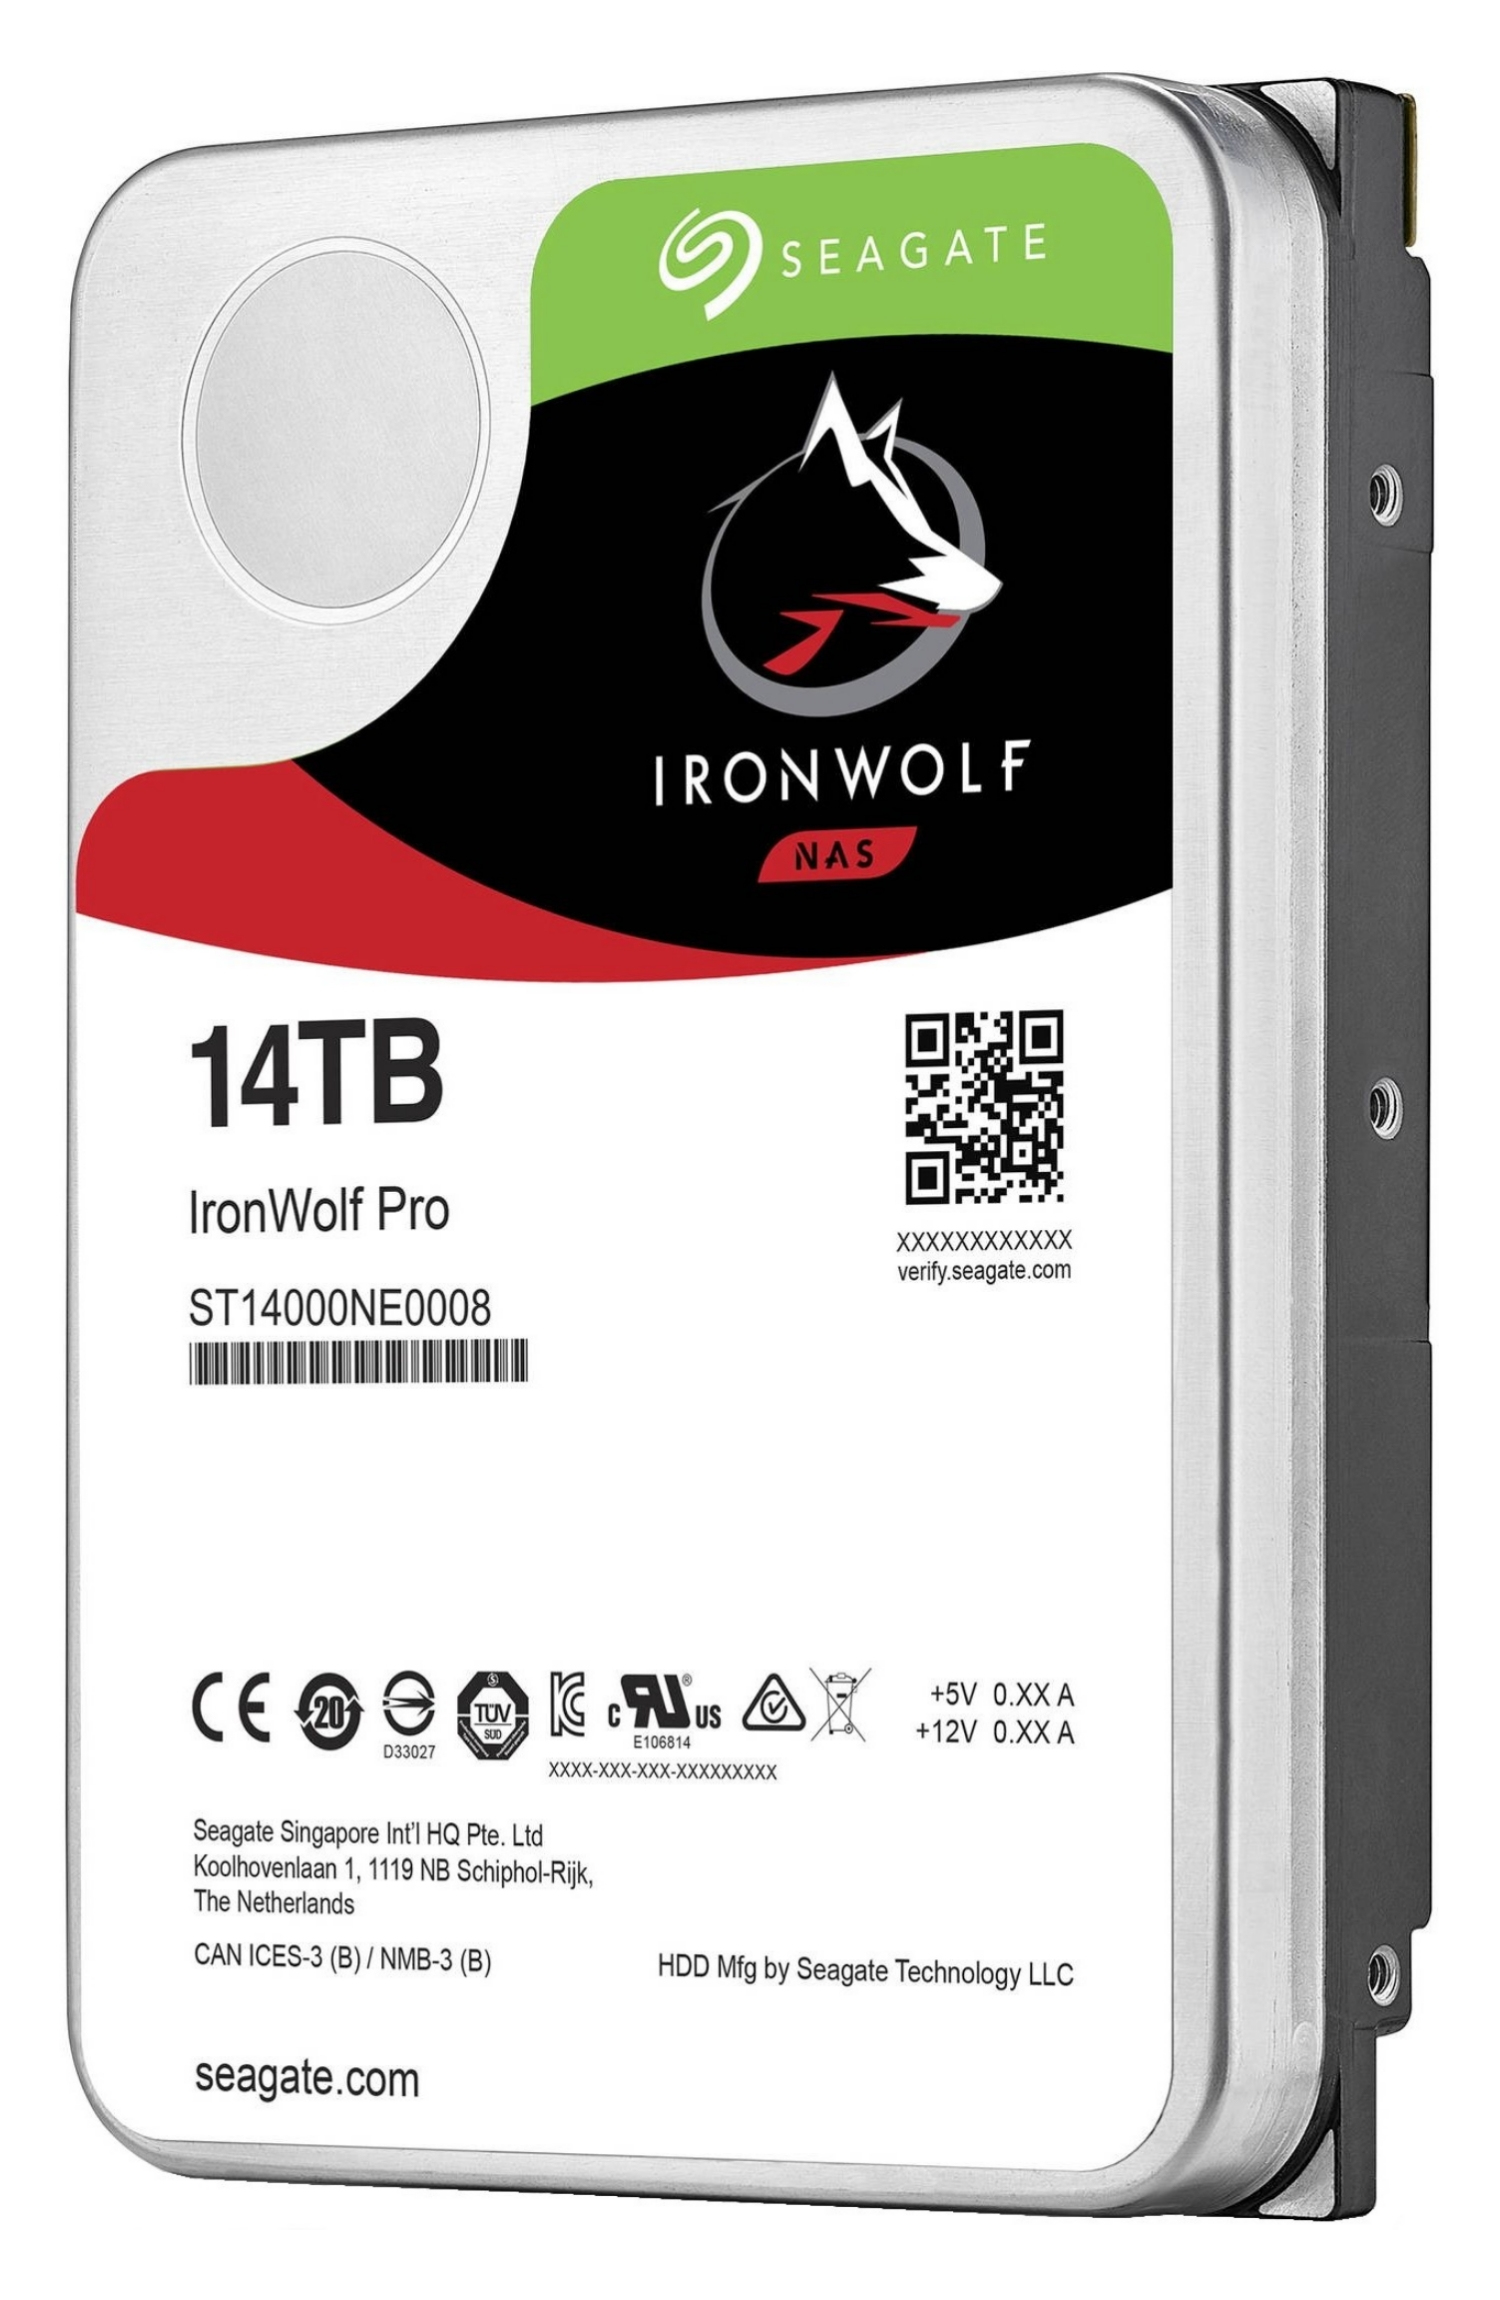 SEAGATE
IRONWOLF
NAS
14TB
IronWolf Pro
ST14000NE0008
XXXXXXXXXXXX
verify.seagate.com
CE
20
D33027
TÜV
SUD
c US
E106814
XXXX-XXX-XXX-XXXXXXXXX
+5V 0.XX A
+12V 0.XX A
Seagate Singapore Int'l HQ Pte. Ltd
Koolhovenlaan 1, 1119 NB Schiphol-Rijk,
The Netherlands
CAN ICES-3 (B) / NMB-3 (B)
HDD Mfg by Seagate Technology LLC
seagate.com